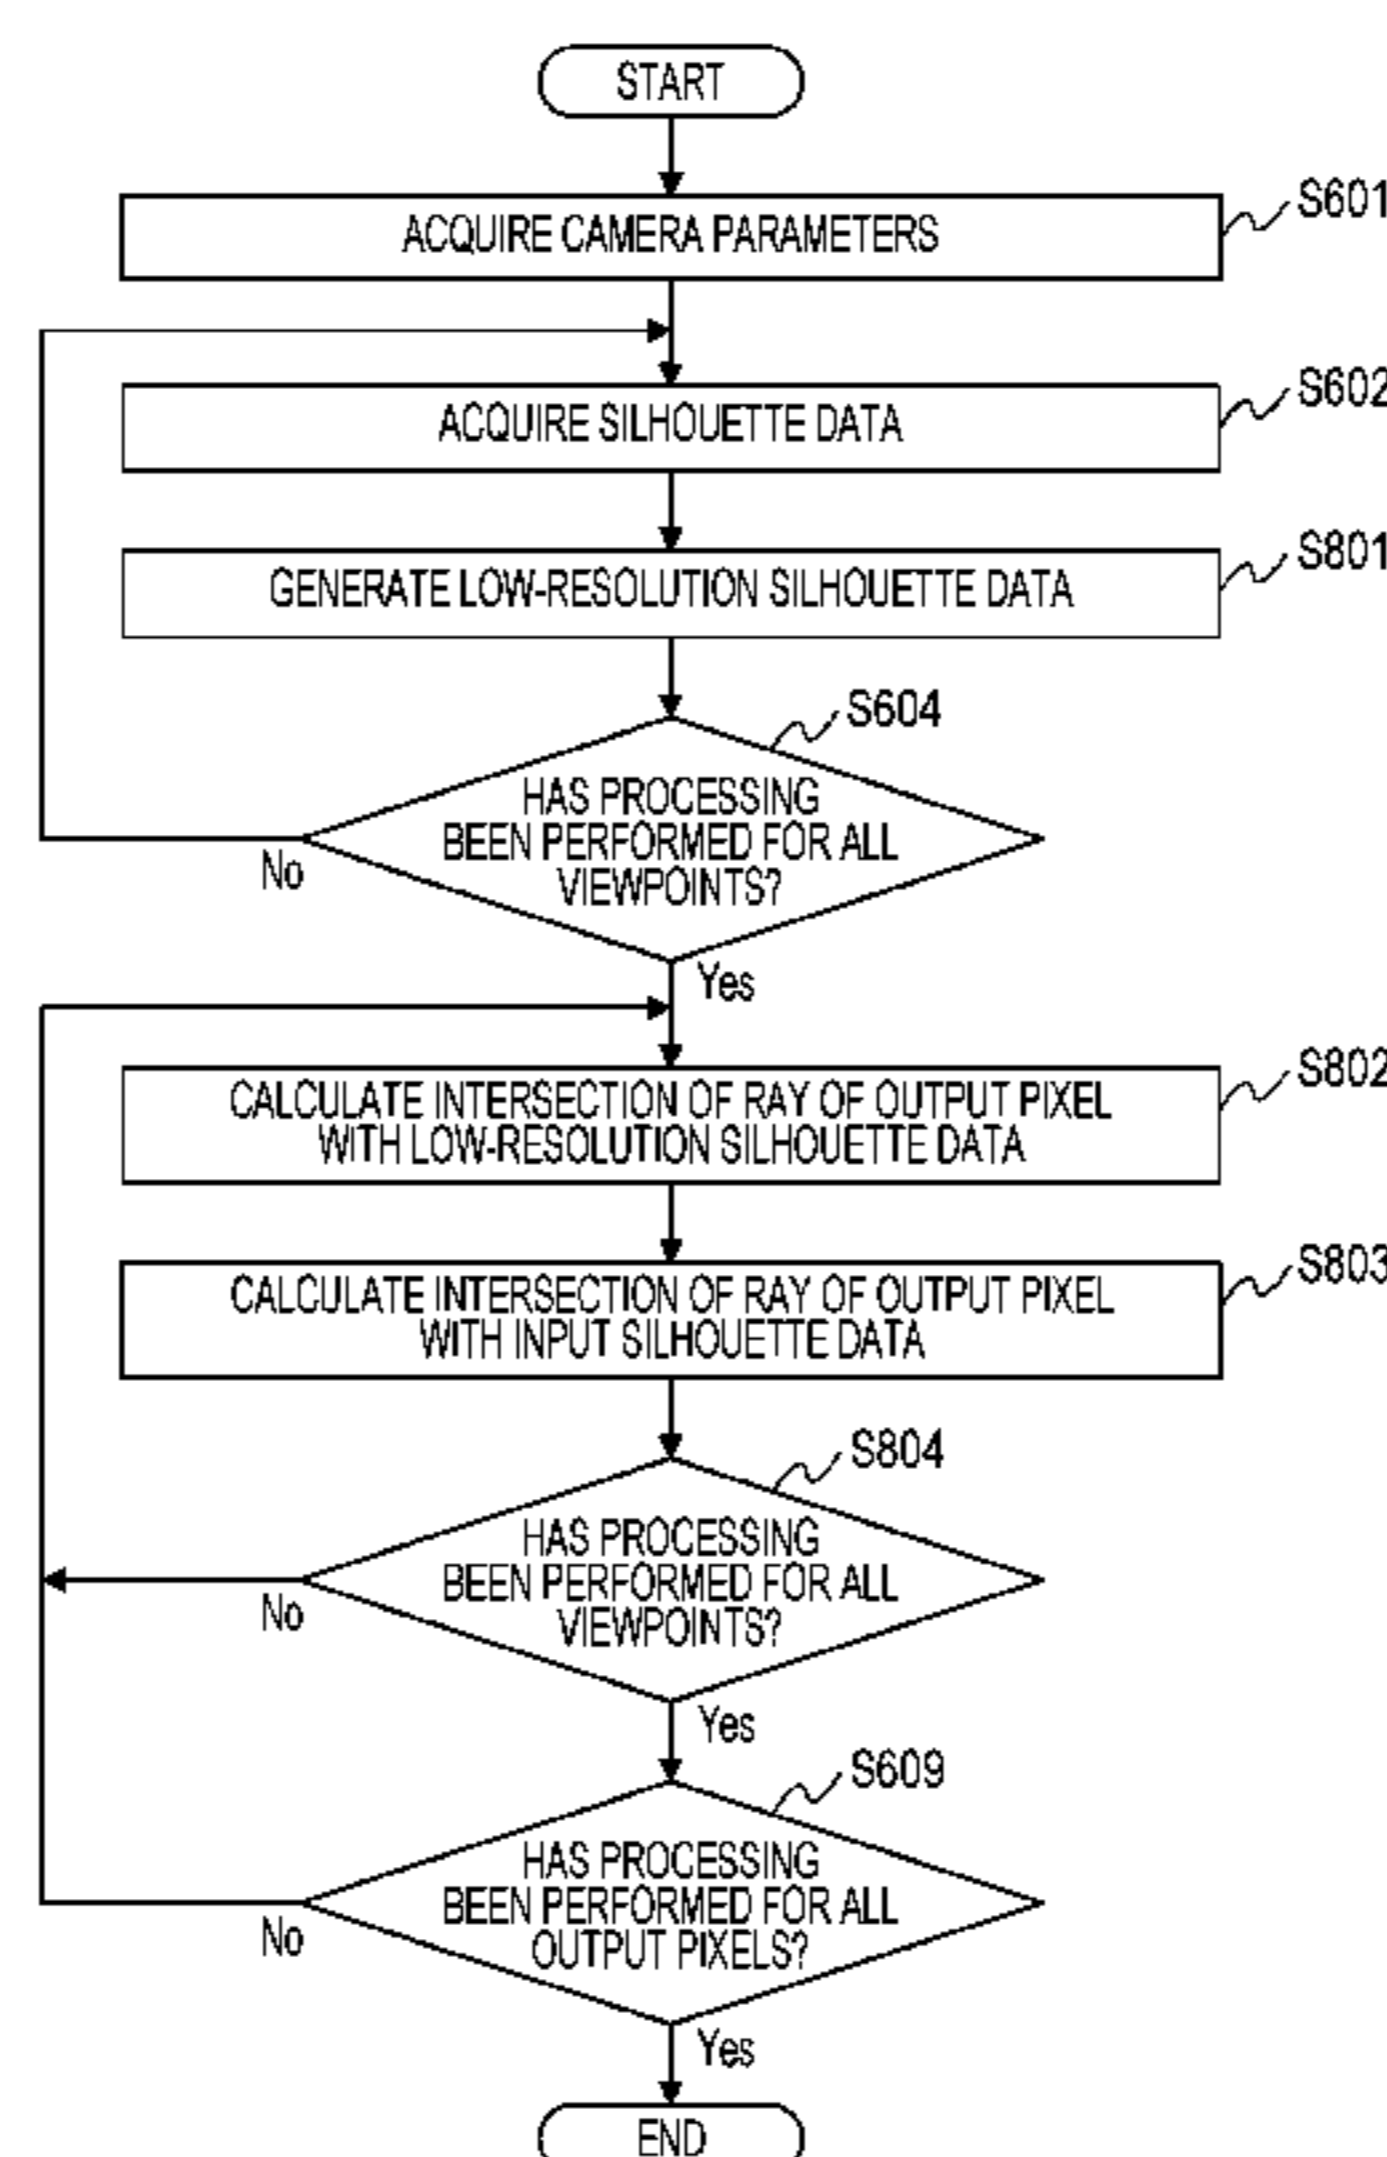 START
ACQUIRE CAMERA PARAMETERS
S601
ACQUIRE SILHOUETTE DATA
S602
GENERATE LOW-RESOLUTION SILHOUETTE DATA
S801
S604
HAS PROCESSING
BEEN PERFORMED FOR ALL
VIEWPOINTS?
No
Yes
CALCULATE INTERSECTION OF RAY OF OUTPUT PIXEL
WITH LOW-RESOLUTION SILHOUETTE DATA
S802
CALCULATE INTERSECTION OF RAY OF OUTPUT PIXEL
WITH INPUT SILHOUETTE DATA
S803
S804
HAS PROCESSING
BEEN PERFORMED FOR ALL
VIEWPOINTS?
No
Yes
S609
HAS PROCESSING
BEEN PERFORMED FOR ALL
OUTPUT PIXELS?
No
Yes
END